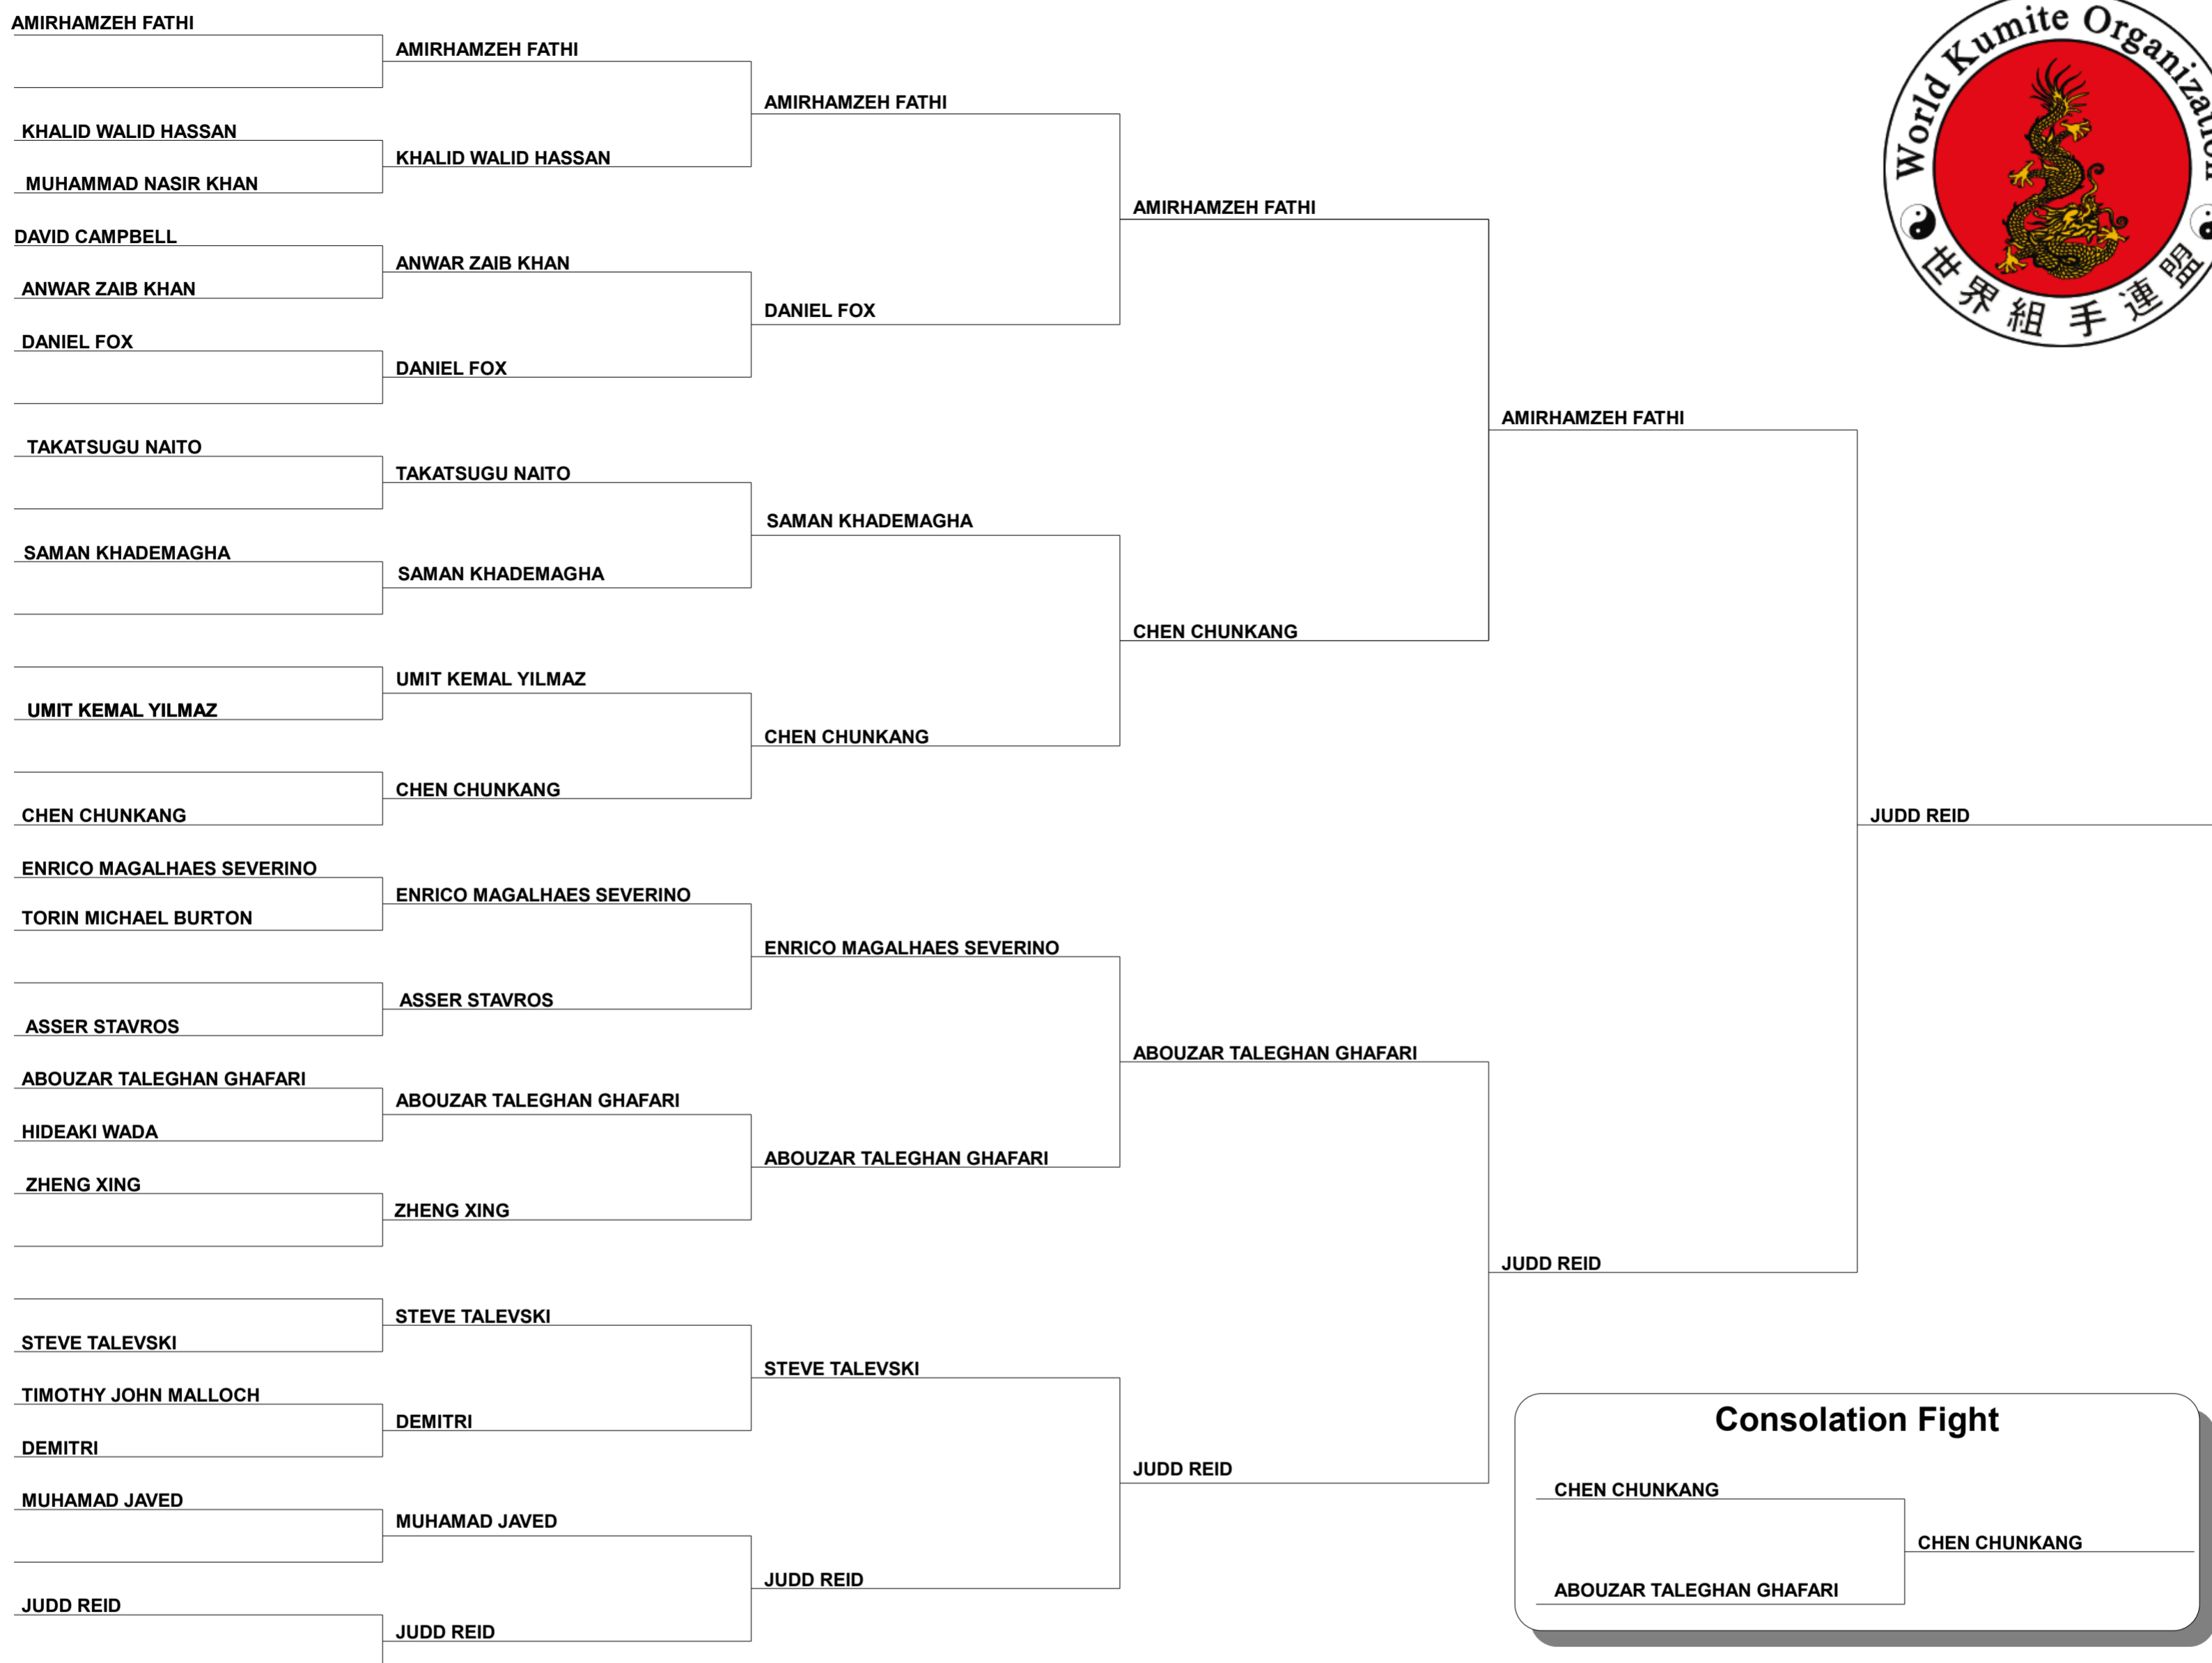 AMIRHAMZEH FATHI
KHALID WALID HASSAN
MUHAMMAD NASIR KHAN
DAVID CAMPBELL
ANWAR ZAIB KHAN
DANIEL FOX
TAKATSUGU NAITO
SAMAN KHADEMAGHA
UMIT KEMAL YILMAZ
CHEN CHUNKANG
ENRICO MAGALHAES SEVERINO
TORIN MICHAEL BURTON
ASSER STAVROS
ABOUZAR TALEGHAN GHAFARI
HIDEAKI WADA
ZHENG XING
STEVE TALEVSKI
TIMOTHY JOHN MALLOCH
DEMITRI
MUHAMAD JAVED
JUDD REID
AMIRHAMZEH FATHI
KHALID WALID HASSAN
ANWAR ZAIB KHAN
DANIEL FOX
TAKATSUGU NAITO
SAMAN KHADEMAGHA
UMIT KEMAL YILMAZ
CHEN CHUNKANG
ENRICO MAGALHAES SEVERINO
ASSER STAVROS
ABOUZAR TALEGHAN GHAFARI
ZHENG XING
STEVE TALEVSKI
DEMITRI
MUHAMAD JAVED
JUDD REID
AMIRHAMZEH FATHI
DANIEL FOX
SAMAN KHADEMAGHA
CHEN CHUNKANG
ENRICO MAGALHAES SEVERINO
ABOUZAR TALEGHAN GHAFARI
STEVE TALEVSKI
JUDD REID
AMIRHAMZEH FATHI
CHEN CHUNKANG
ABOUZAR TALEGHAN GHAFARI
JUDD REID
AMIRHAMZEH FATHI
JUDD REID
JUDD REID
World Kumite Organization
世界組手連盟
Consolation Fight
CHEN CHUNKANG
ABOUZAR TALEGHAN GHAFARI
CHEN CHUNKANG